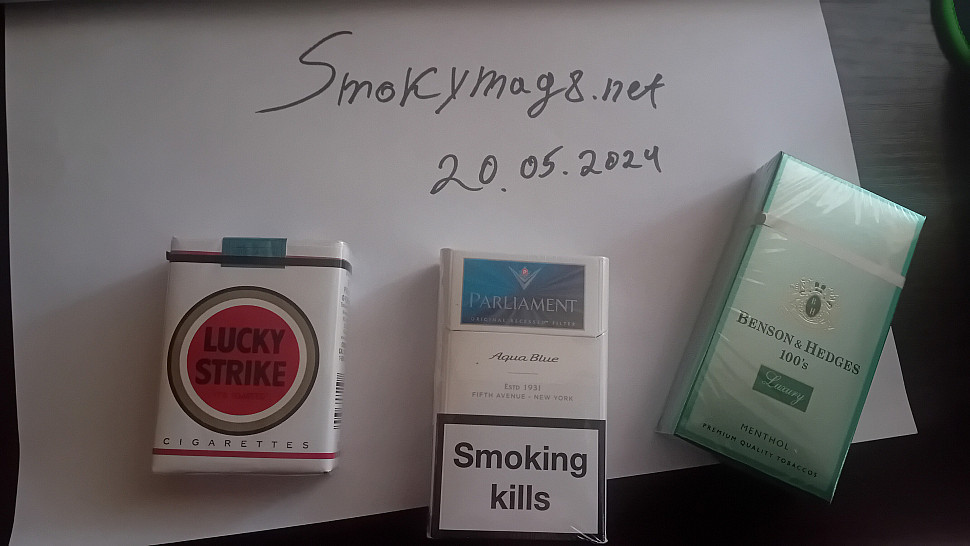 Smokymag8.net
20.05.2024
LUCKY
STRIKE
CIGARETTES
PARLIAMENT
Aqua Blue
ESTD 1931
FIFTH AVENUE - NEW YORK
Smoking
kills
BENSON & HEDGES
100's
Luxury
MENTHOL
PREMIUM QUALITY TOBACCOS